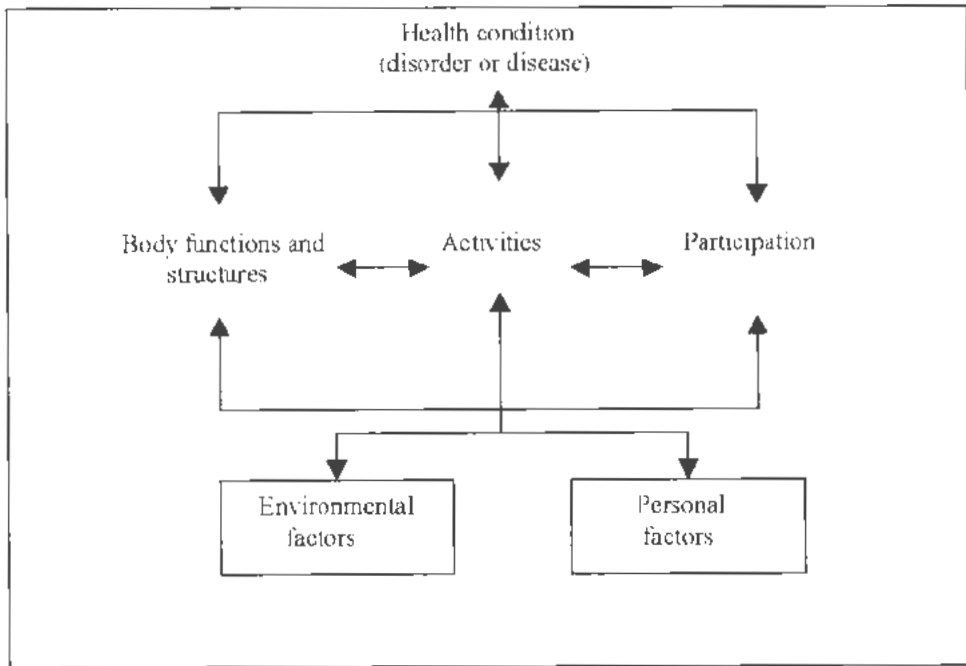 Health condition
(disorder or disease)
Body functions and
structures
Activities
Participation
Environmental
factors
Personal
factors